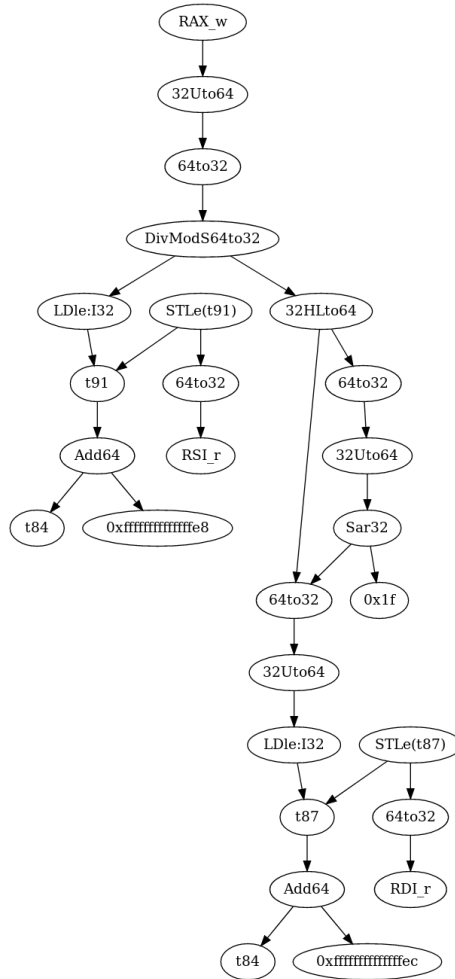 RAX_w
32Uto64
64to32
DivModS64to32
LDle:I32 STLe(t91) 32HLto64
t91 64to32 64to32
Add64 RSI_r 32Uto64
t84 0xffffffffffffffe8 Sar32
64to32 0x1f
32Uto64
LDle:I32 STLe(t87)
t87 64to32
Add64 RDI_r
t84 0xffffffffffffffec